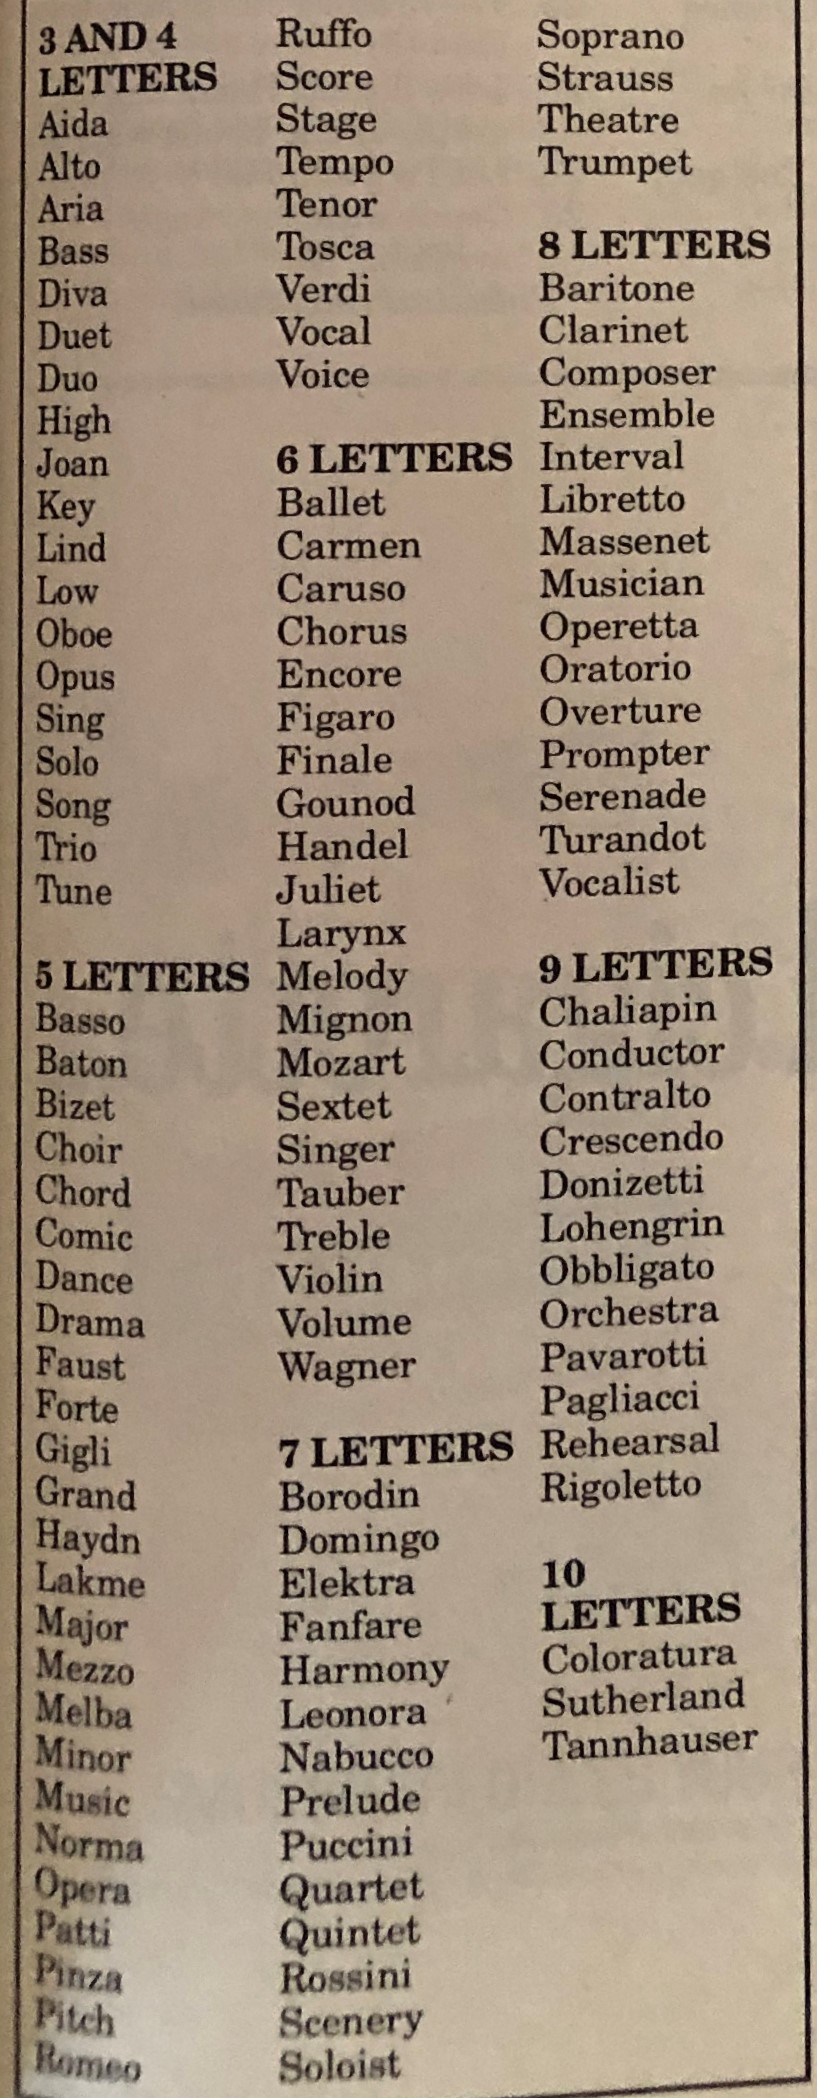 3 AND 4
LETTERS
Aida
Alto
Aria
Bass
Diva
Duet
Duo
High
Joan
Key
Lind
Low
Oboe
Opus
Sing
Solo
Song
Trio
Tune
5 LETTERS
Basso
Baton
Bizet
Choir
Chord
Comic
Dance
Drama
Faust
Forte
Gigli
Grand
Haydn
Lakme
Major
Mezzo
Melba
Minor
Music
Norma
Opera
Patti
Pinza
Pitch
Romeo
Ruffo
Score
Stage
Tempo
Tenor
Tosca
Verdi
Vocal
Voice
6 LETTERS
Ballet
Carmen
Caruso
Chorus
Encore
Figaro
Finale
Gounod
Handel
Juliet
Larynx
Melody
Mignon
Mozart
Sextet
Singer
Tauber
Treble
Violin
Volume
Wagner
7 LETTERS
Borodin
Domingo
Elektra
Fanfare
Harmony
Leonora
Nabucco
Prelude
Puccini
Quartet
Quintet
Rossini
Scenery
Soloist
Soprano
Strauss
Theatre
Trumpet
8 LETTERS
Baritone
Clarinet
Composer
Ensemble
Interval
Libretto
Massenet
Musician
Operetta
Oratorio
Overture
Prompter
Serenade
Turandot
Vocalist
9 LETTERS
Chaliapin
Conductor
Contralto
Crescendo
Donizetti
Lohengrin
Obbligato
Orchestra
Pavarotti
Pagliacci
Rehearsal
Rigoletto
10
LETTERS
Coloratura
Sutherland
Tannhauser